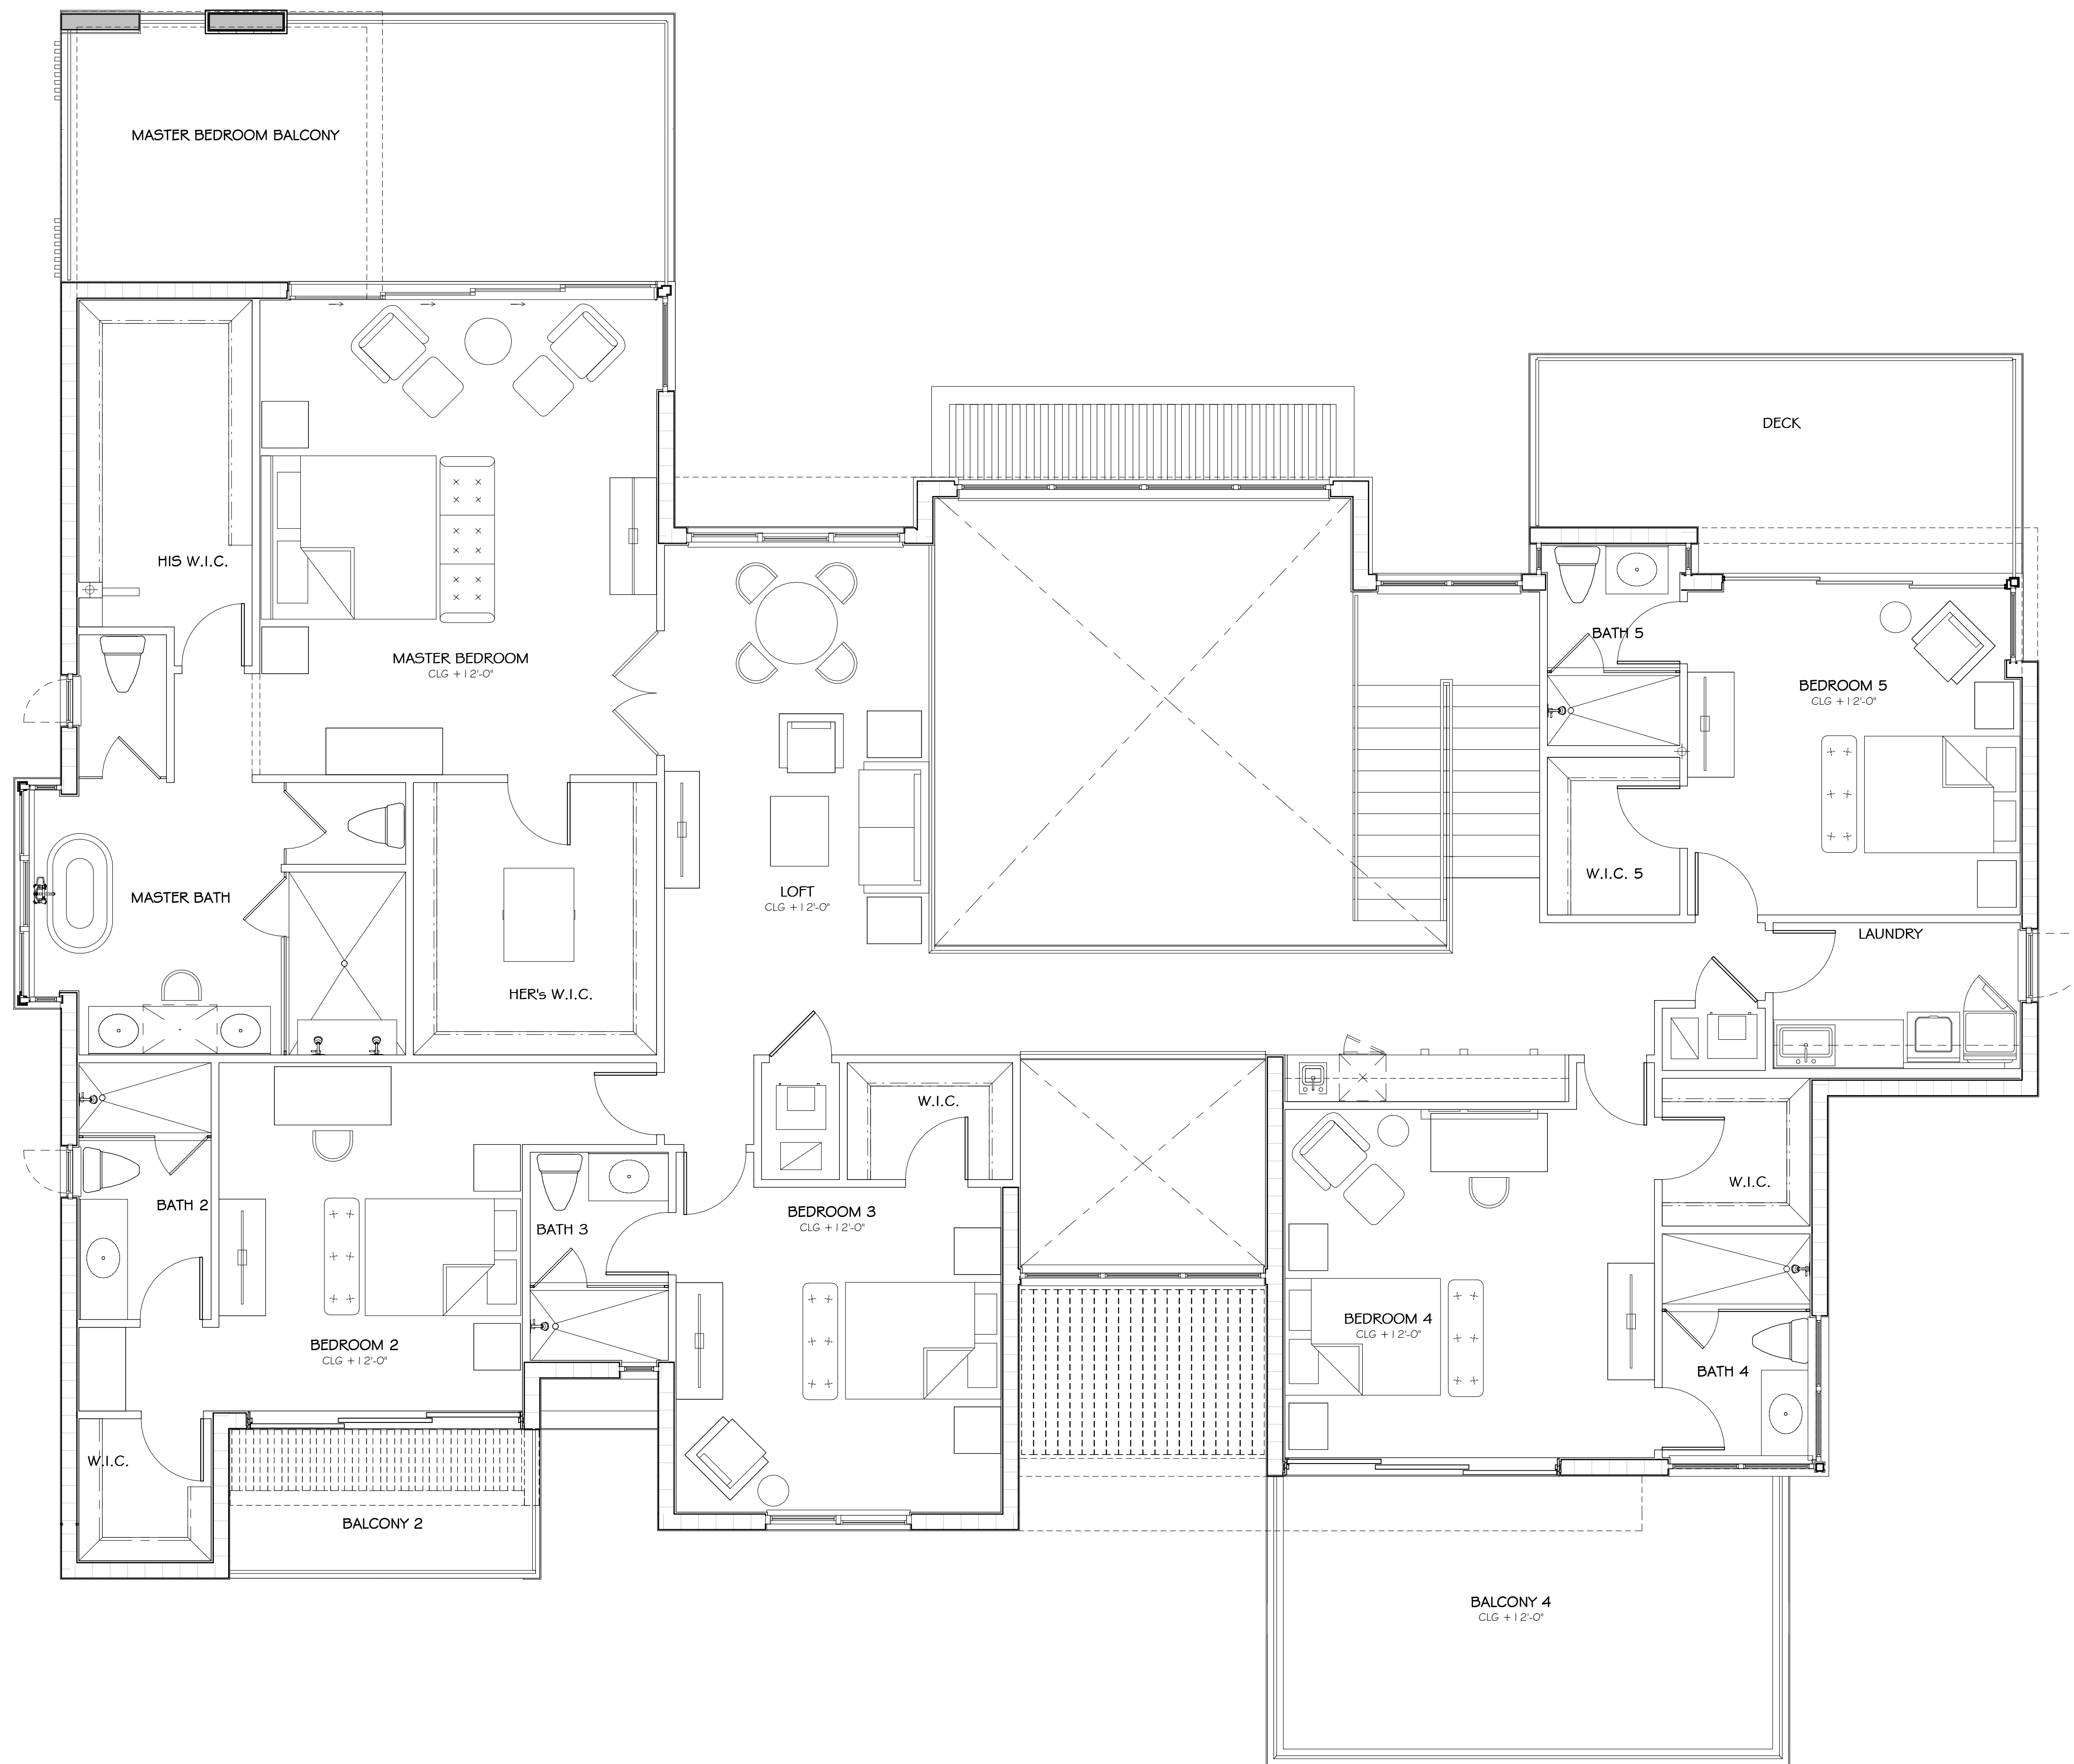 MASTER BEDROOM BALCONY
DECK
HIS W.I.C.
BATH 5
MASTER BEDROOM
CLG +12'-0"
BEDROOM 5
CLG +12'-0"
W.I.C. 5
LOFT
CLG +12'-0"
MASTER BATH
LAUNDRY
HER's W.I.C.
W.I.C.
W.I.C.
BATH 2
BEDROOM 3
CLG +12'-0"
BATH 3
BEDROOM 4
CLG +12'-0"
BEDROOM 2
CLG +12'-0"
BATH 4
W.I.C.
BALCONY 2
BALCONY 4
CLG +12'-0"